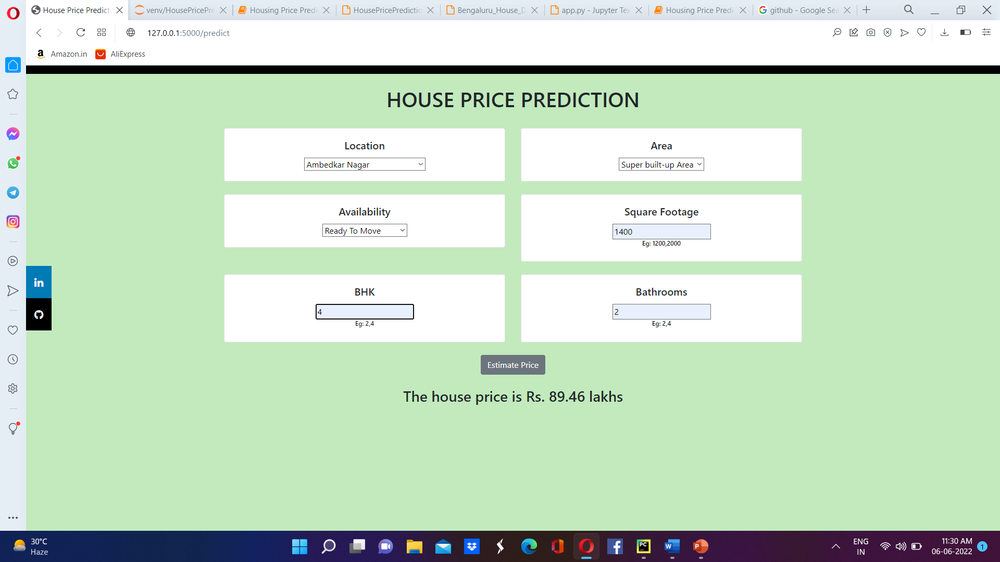 House Price Predicti
venv/HousePricePre
Housing Price Predi
HousePricePredictio
Bengaluru_House_D
app.py - Jupyter Tex
Housing Price Predi
github - Google Sea
127.0.0.1:5000/predict
Amazon.in
AliExpress
HOUSE PRICE PREDICTION
Location
Ambedkar Nagar
Area
Super built-up Area
Availability
Ready To Move
Square Footage
1400
Eg: 1200,2000
BHK
4
Eg: 2,4
Bathrooms
2
Eg: 2,4
Estimate Price
The house price is Rs. 89.46 lakhs
in
30°C
Haze
PC
W
P
ENG
IN
11:30 AM
06-06-2022
1